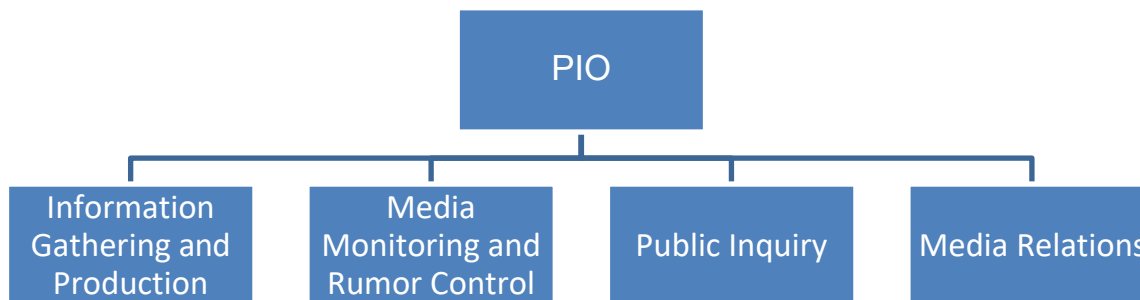 PIO
Information
Gathering and
Production
Media
Monitoring and
Rumor Control
Public Inquiry
Media Relations